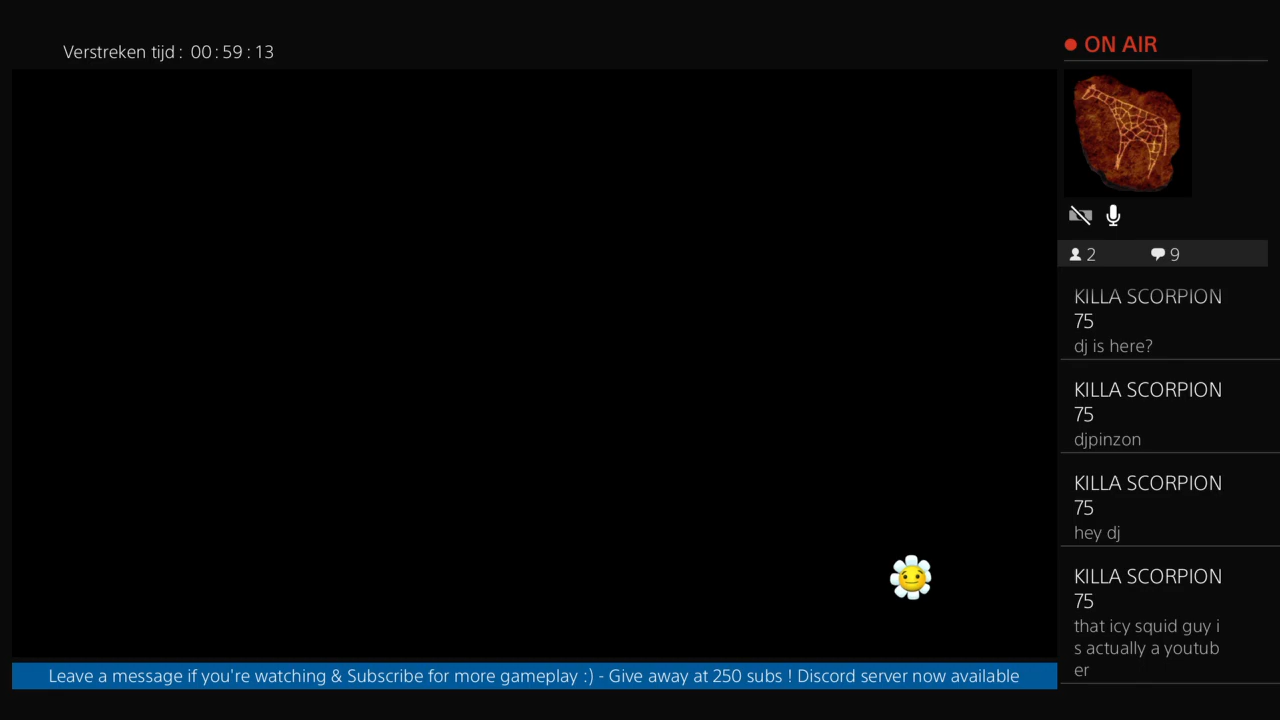 Verstreken tijd : 00 : 59 : 13
ON AIR
2 9
KILLA SCORPION
75
dj is here?
KILLA SCORPION
75
djpinzon
KILLA SCORPION
75
hey dj
KILLA SCORPION
75
that icy squid guy i
s actually a youtub
er
Leave a message if you're watching & Subscribe for more gameplay :) - Give away at 250 subs ! Discord server now available